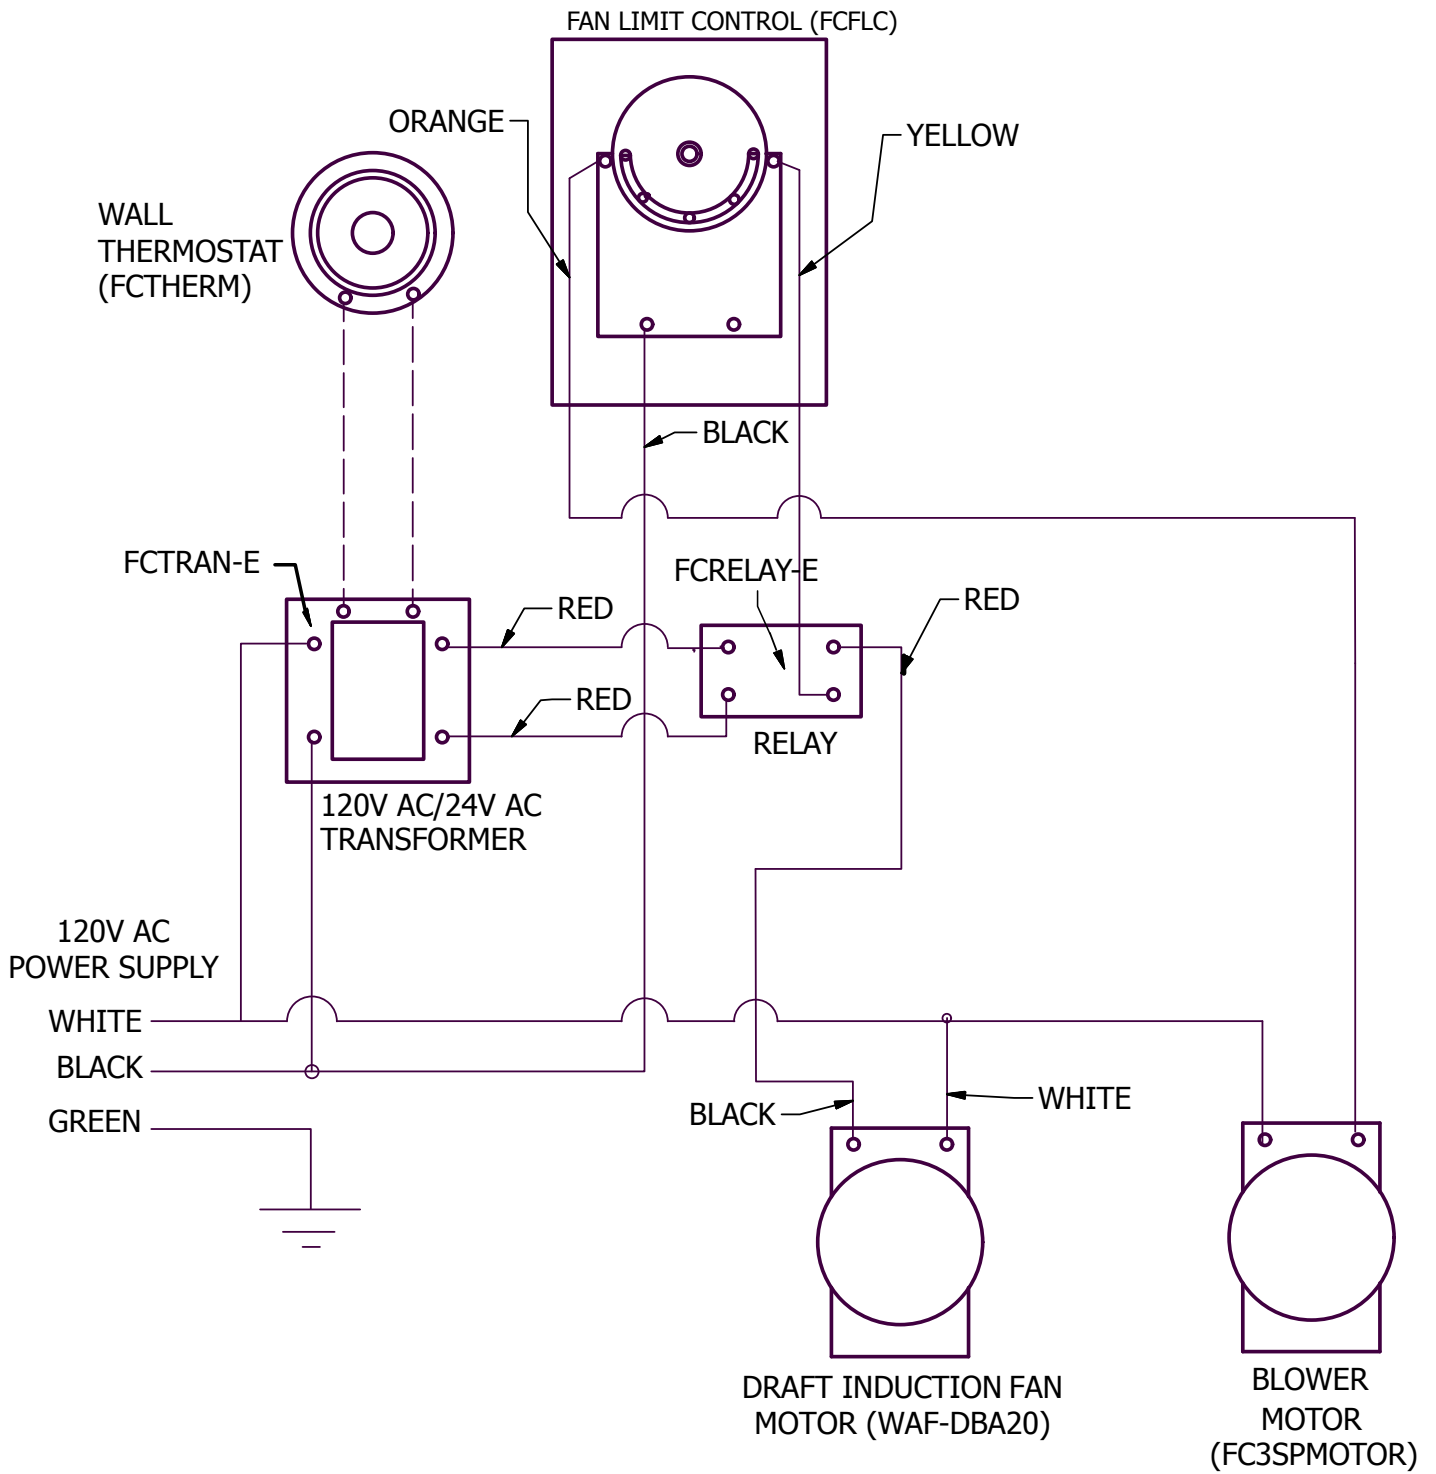 FAN LIMIT CONTROL (FCFLC)
ORANGE
YELLOW
WALL
THERMOSTAT
(FCTHERM)
BLACK
FCTRAN-E
FCRELAY-E
RED
RED
RED
RELAY
120V AC/24V AC
TRANSFORMER
120V AC
POWER SUPPLY
WHITE
BLACK
GREEN
BLACK
WHITE
DRAFT INDUCTION FAN
MOTOR (WAF-DBA20)
BLOWER
MOTOR
(FC3SPMOTOR)